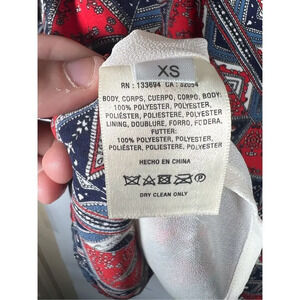 XS
RN : 133694 CA : 52054
BODY, CORPS, CUERPO, CORPO, BODY:
100% POLYESTER, POLYESTER,
POLIÉSTER, POLIESTERE, POLYESTER
LINING, DOUBLURE, FORRO, FODERA,
FUTTER:
100% POLYESTER, POLYESTER,
POLIÉSTER, POLIESTERE, POLYESTER
HECHO EN CHINA
DRY CLEAN ONLY